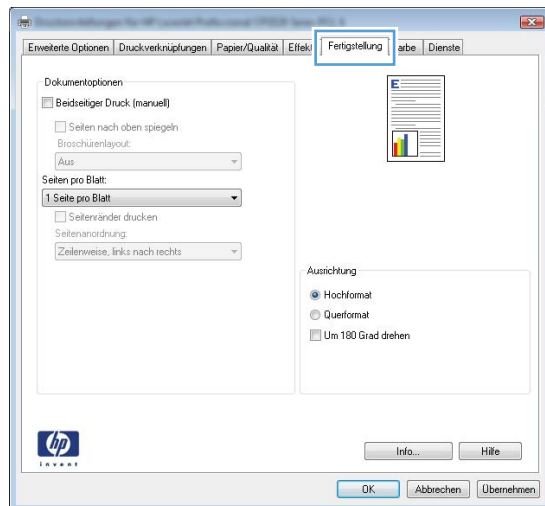 Erweiterte Optionen Druckverknüpfungen Papier/Qualität Effek Fertigstellung arbe Dienste
Dokumentoptionen
Beidseitiger Druck (manuell)
Seiten nach oben spiegeln
Broschürenlayout:
Aus
Seiten pro Blatt:
1 Seite pro Blatt
Seitenränder drucken
Seitenanordnung:
Zeilenweise, links nach rechts
E
Ausrichtung
Hochformat
Querformat
Um 180 Grad drehen
hp
invent
Info... Hilfe
OK Abbrechen Übernehmen